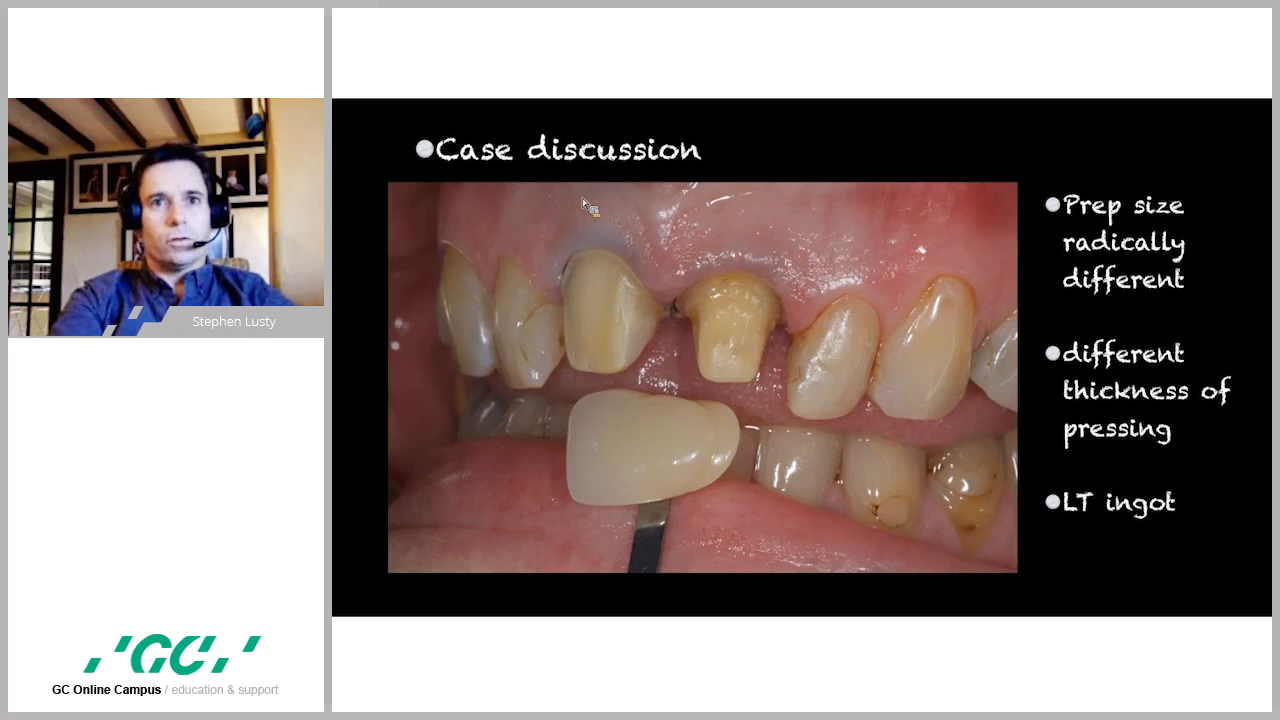 Stephen Lusty
GC
GC Online Campus / education & support
Case discussion
Prep size
radically
different
different
thickness of
pressing
LT ingot